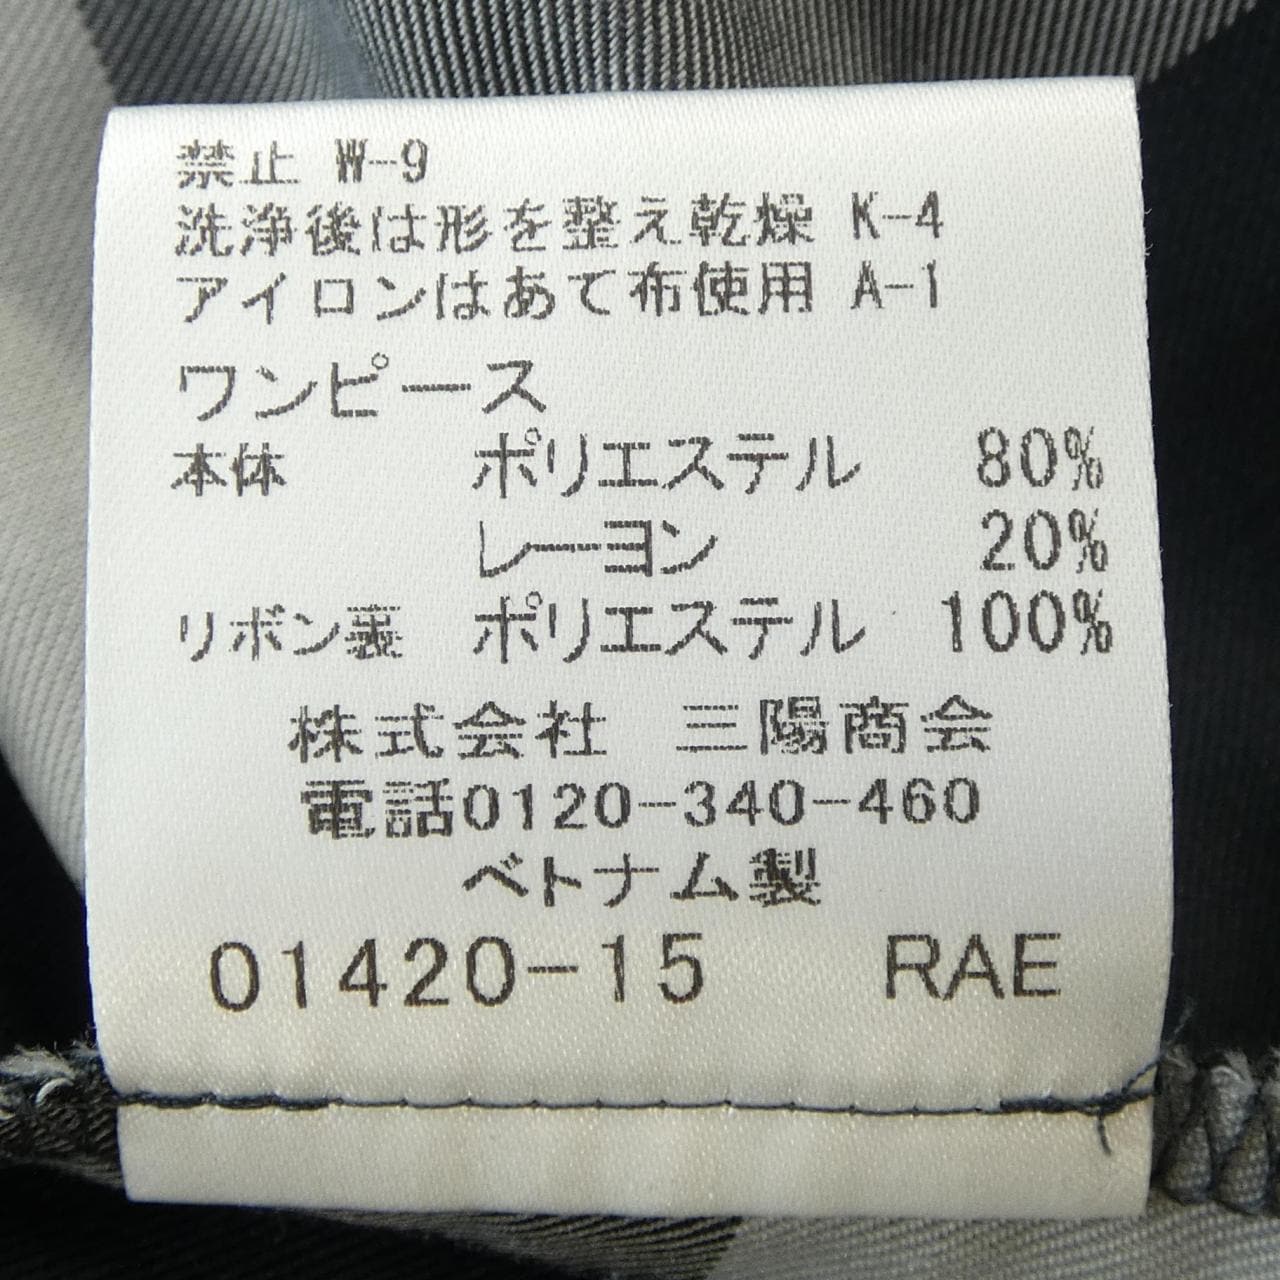 禁止 W-9
洗浄後は形を整え乾燥 K-4
アイロンはあて布使用 A-1
ワンピース
本体 ポリエステル 80%
レーヨン 20%
リボン裏 ポリエステル 100%
株式会社 三陽商会
電話0120-340-460
ベトナム製
01420-15 RAE